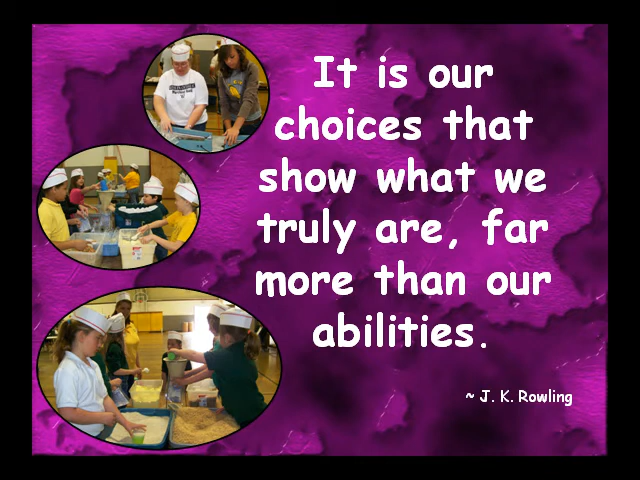 It is our
choices that
show what we
truly are, far
more than our
abilities.
~ J. K. Rowling